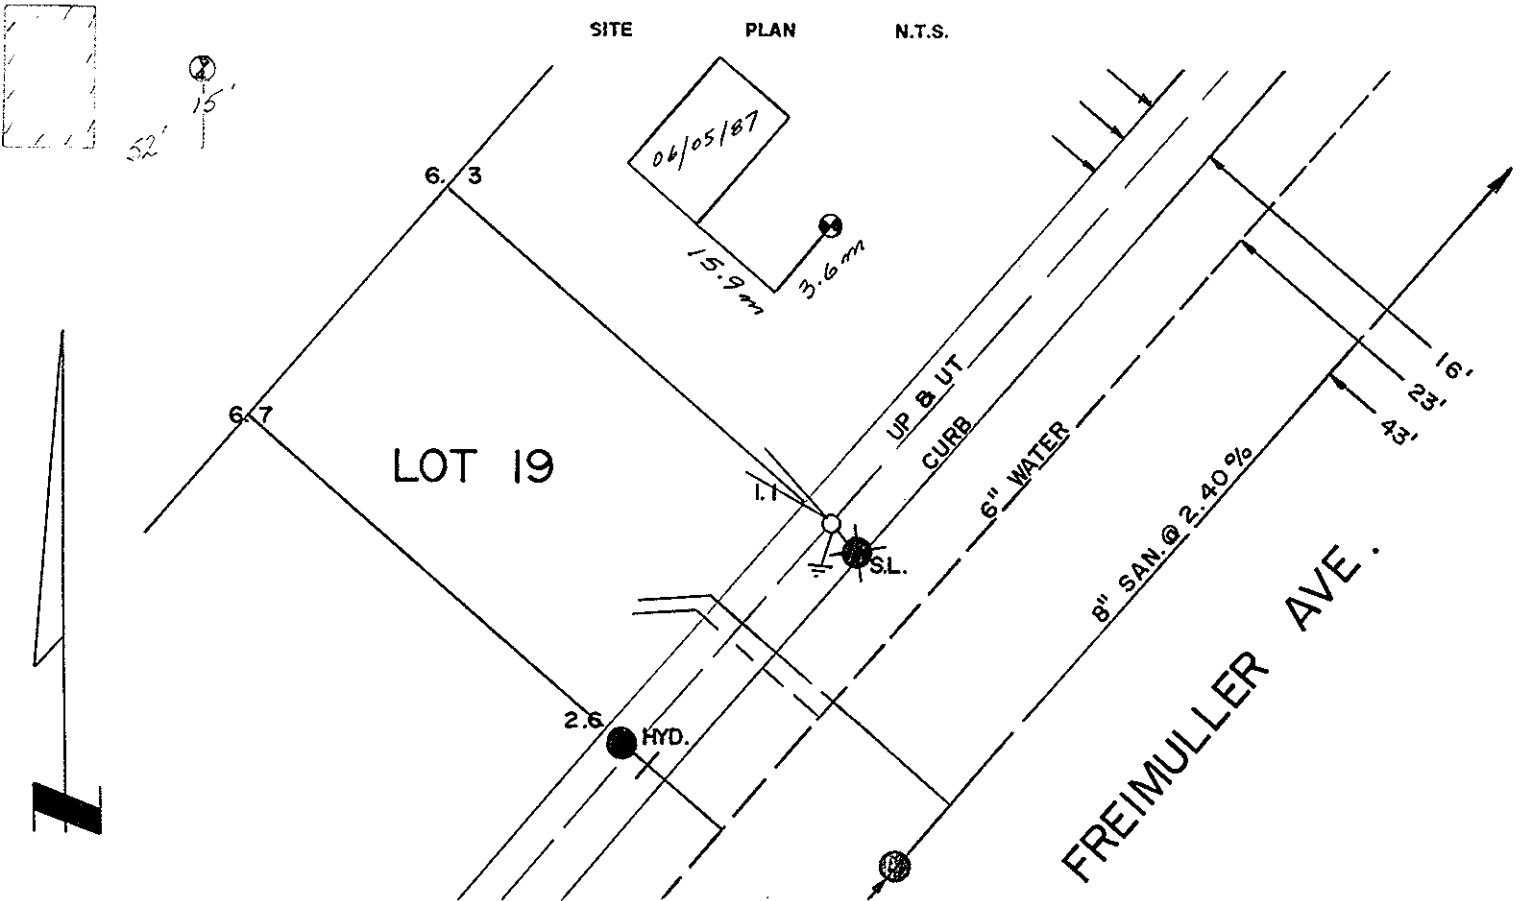 SITE PLAN N.T.S.
15'
52'
06/05/87
15.9m
3.6m
6.3
6.7
LOT 19
1.1
2.6
HYD.
S.L.
UP & UT
CURB
6" WATER
8" SAN. @ 2.40%
16'
23'
43'
FREIMULLER AVE.